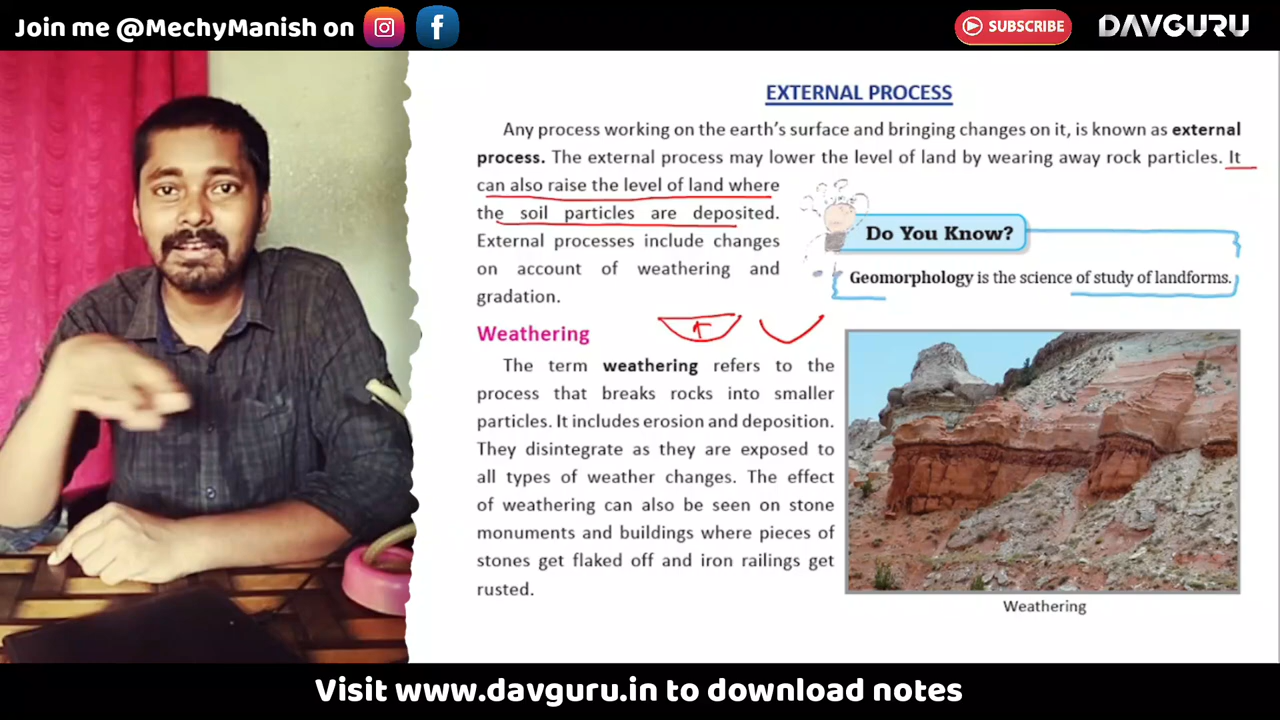 Join me @MechyManish on
SUBSCRIBE
DAVGURU
EXTERNAL PROCESS
Any process working on the earth's surface and bringing changes on it, is known as external
process. The external process may lower the level of land by wearing away rock particles. It
can also raise the level of land where
the soil particles are deposited.
External processes include changes
on account of weathering and
gradation.
Do You Know?
Geomorphology is the science of study of landforms.
Weathering
The term weathering refers to the
process that breaks rocks into smaller
particles. It includes erosion and deposition.
They disintegrate as they are exposed to
all types of weather changes. The effect
of weathering can also be seen on stone
monuments and buildings where pieces of
stones get flaked off and iron railings get
rusted.
Weathering
Visit www.davguru.in to download notes